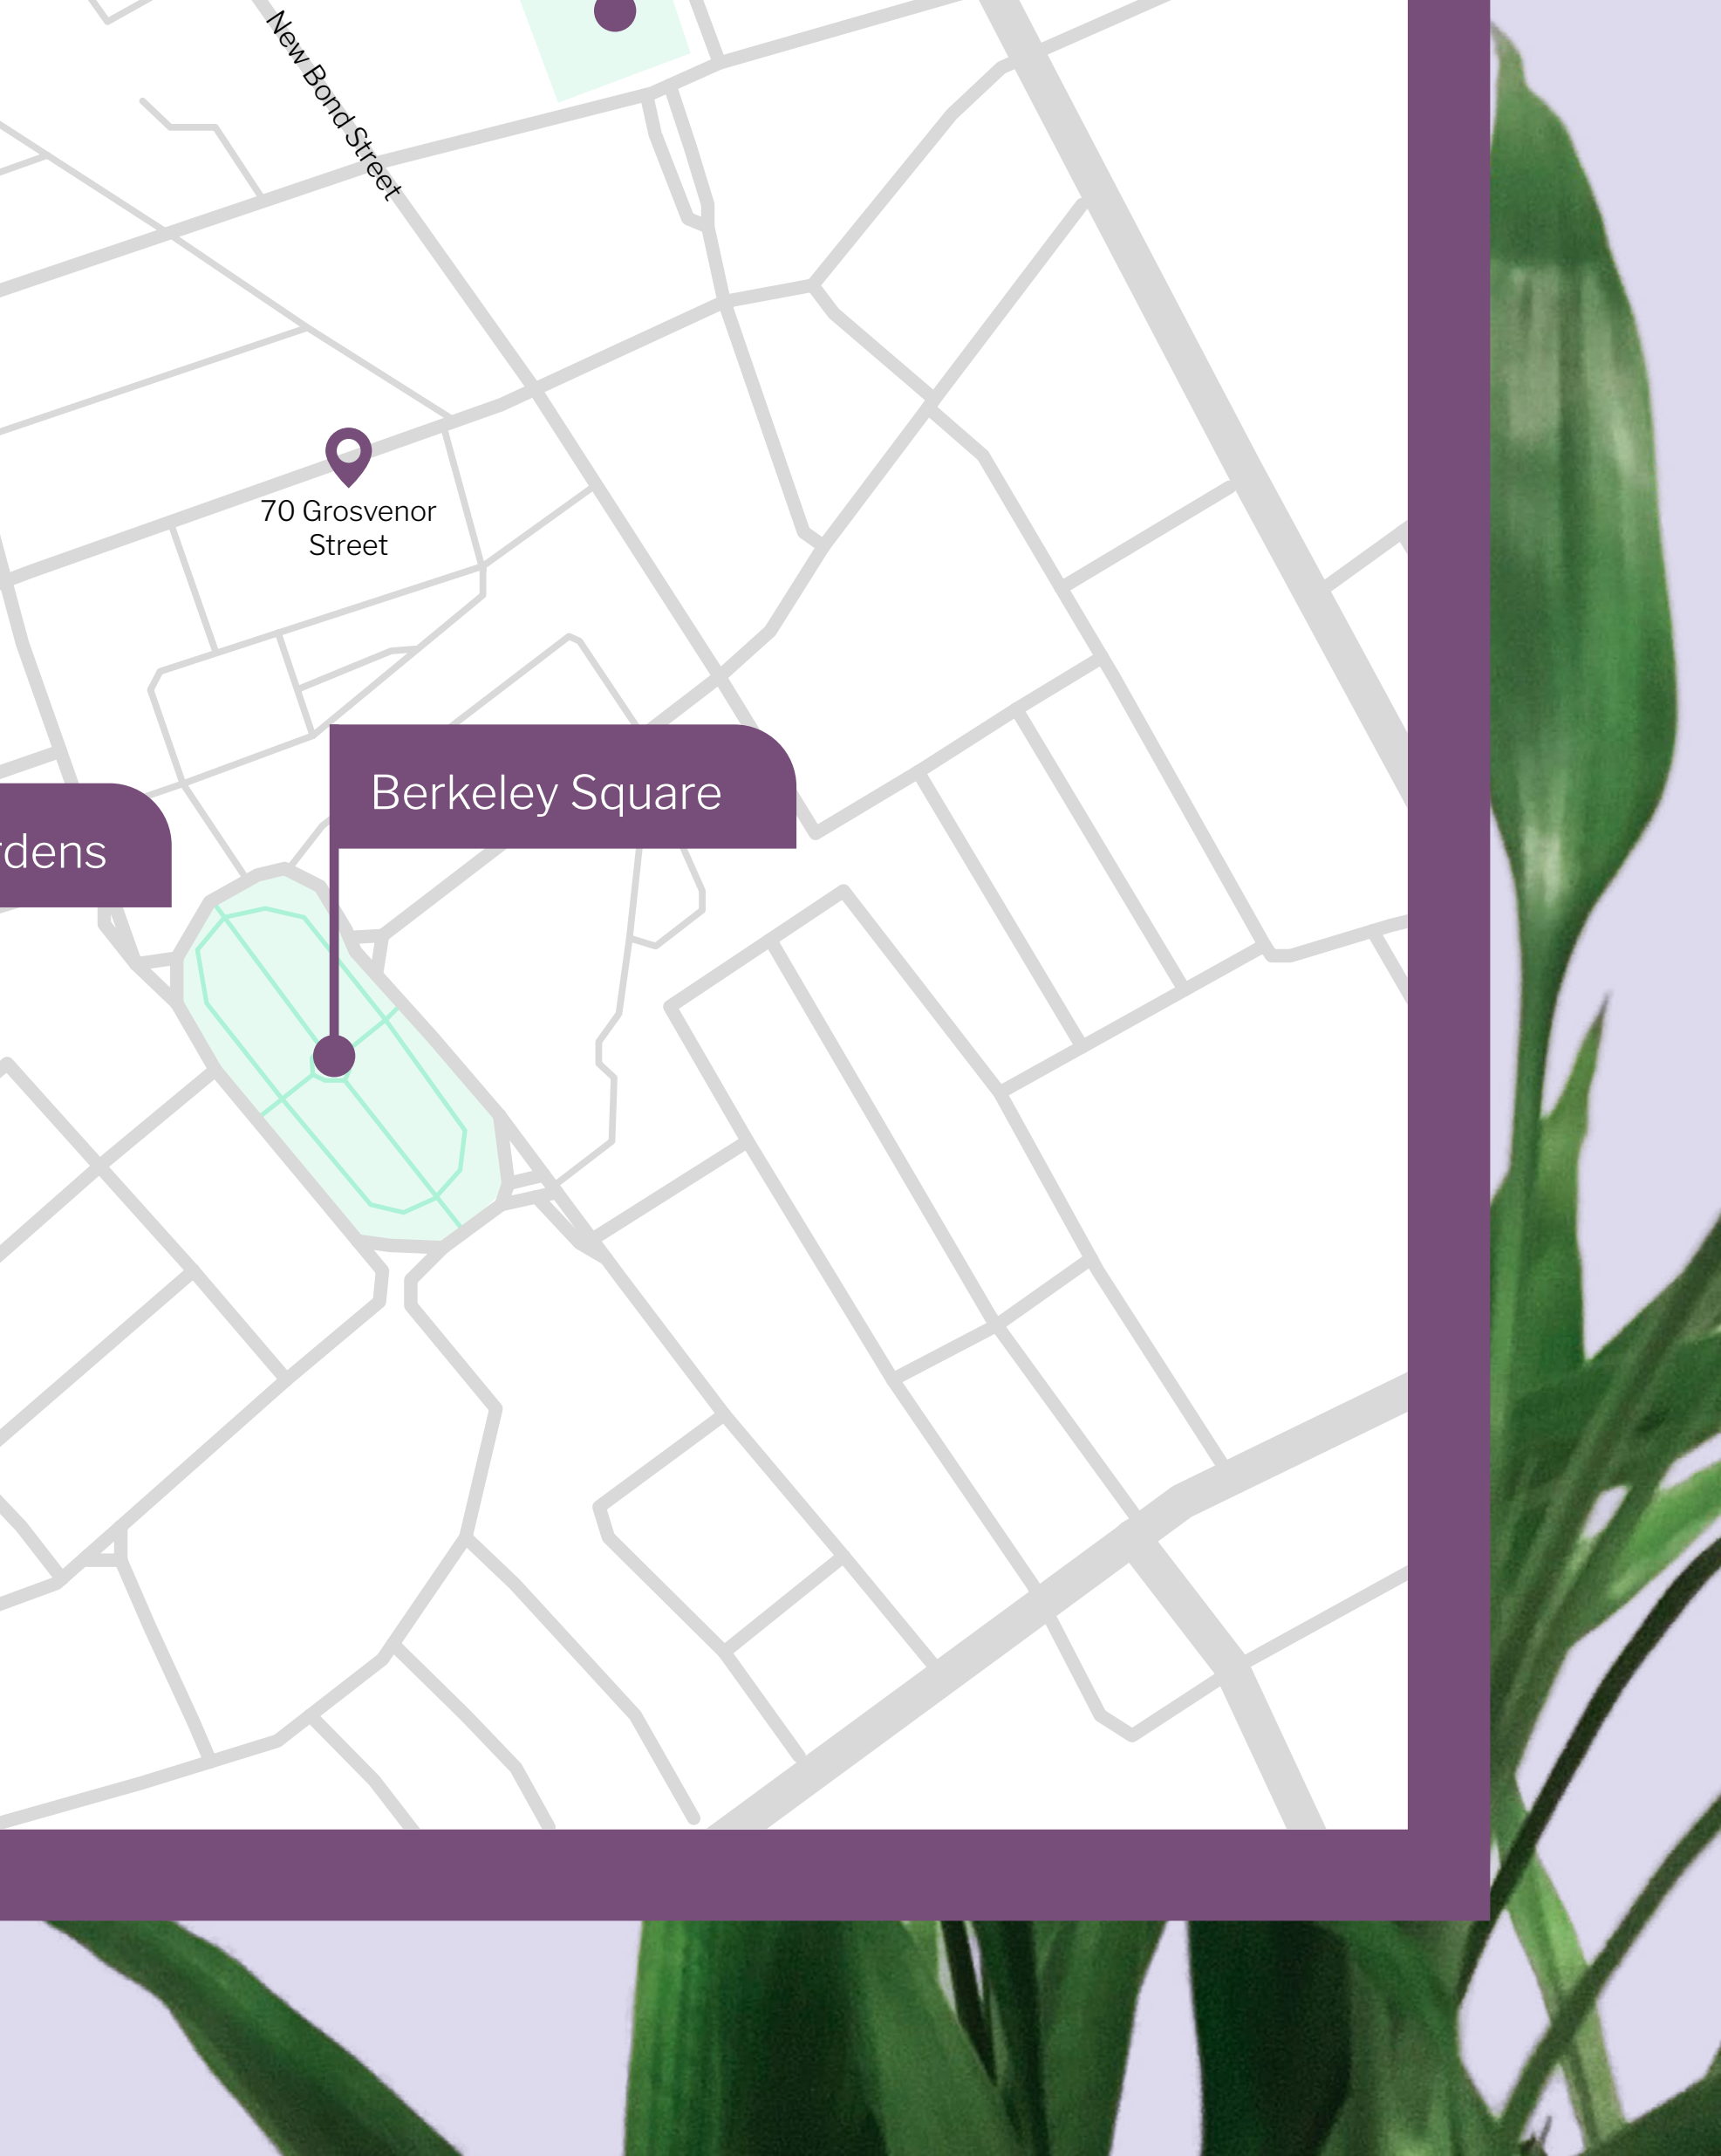 New Bond Street
70 Grosvenor
Street
Berkeley Square
rdens